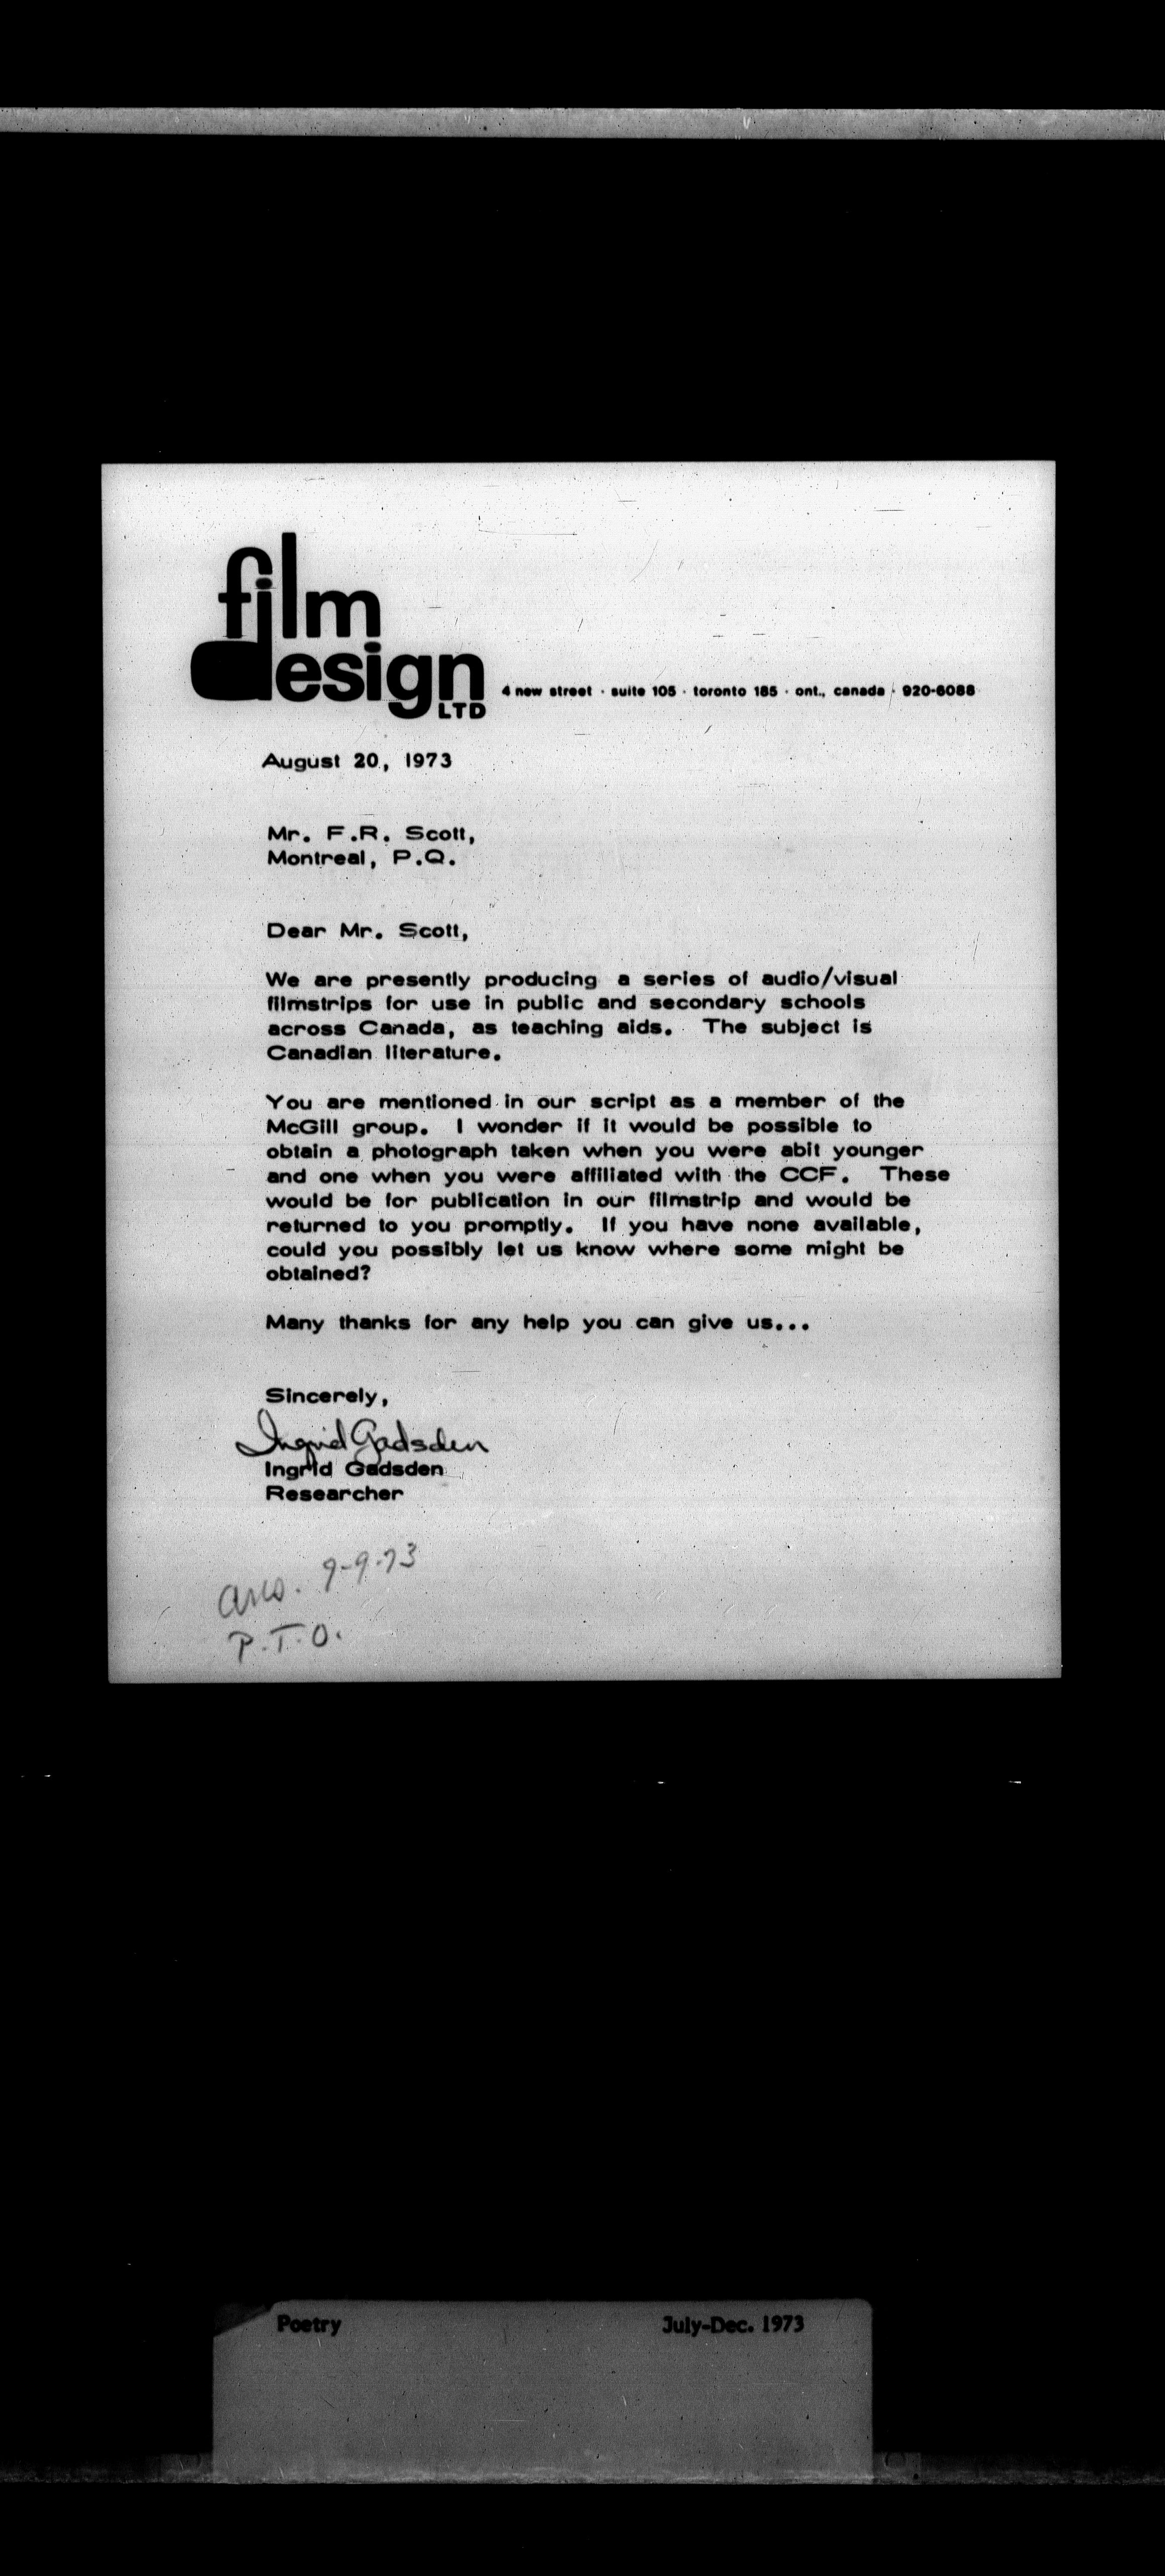 film
design
LTD
4 new street · suite 105 · toronto 185 · ont., canada · 920-6088
August 20, 1973
Mr. F.R. Scott,
Montreal, P.Q.
Dear Mr. Scott,
We are presently producing a series of audio/visual
filmstrips for use in public and secondary schools
across Canada, as teaching aids. The subject is
Canadian literature.
You are mentioned in our script as a member of the
McGill group. I wonder if it would be possible to
obtain a photograph taken when you were abit younger
and one when you were affiliated with the CCF. These
would be for publication in our filmstrip and would be
returned to you promptly. If you have none available,
could you possibly let us know where some might be
obtained?
Many thanks for any help you can give us...
Sincerely,
Ingrid Gadsden
Ingrid Gadsden
Researcher
ans. 7-9-73
P.T.O.
Poetry July-Dec. 1973